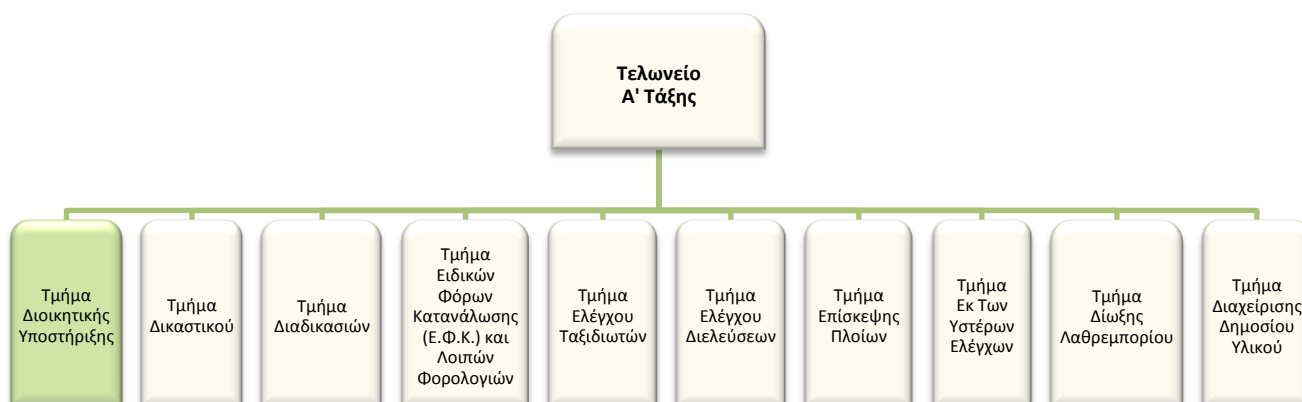 Τελωνείο
Α' Τάξης
Τμήμα
Διοικητικής
Υποστήριξης
Τμήμα
Δικαστικού
Τμήμα
Διαδικασιών
Τμήμα
Ειδικών
Φόρων
Κατανάλωσης
(Ε.Φ.Κ.) και
Λοιπών
Φορολογιών
Τμήμα
Ελέγχου
Ταξιδιωτών
Τμήμα
Ελέγχου
Διελεύσεων
Τμήμα
Επίσκεψης
Πλοίων
Τμήμα
Εκ Των
Υστέρων
Ελέγχων
Τμήμα
Δίωξης
Λαθρεμπορίου
Τμήμα
Διαχείρισης
Δημοσίου
Υλικού